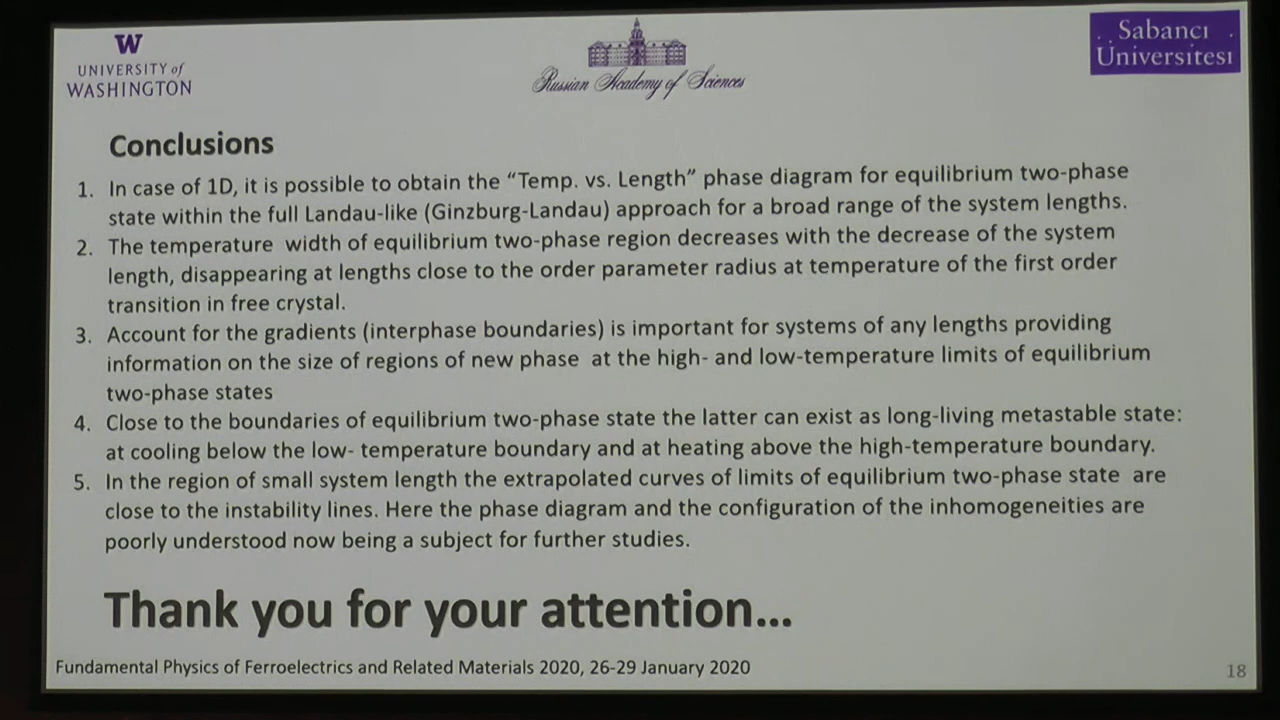 W
UNIVERSITY of
WASHINGTON
Russian Academy of Sciences
Sabancı
Üniversitesi
Conclusions
1. In case of 1D, it is possible to obtain the “Temp. vs. Length” phase diagram for equilibrium two-phase
state within the full Landau-like (Ginzburg-Landau) approach for a broad range of the system lengths.
2. The temperature width of equilibrium two-phase region decreases with the decrease of the system
length, disappearing at lengths close to the order parameter radius at temperature of the first order
transition in free crystal.
3. Account for the gradients (interphase boundaries) is important for systems of any lengths providing
information on the size of regions of new phase at the high- and low-temperature limits of equilibrium
two-phase states
4. Close to the boundaries of equilibrium two-phase state the latter can exist as long-living metastable state:
at cooling below the low- temperature boundary and at heating above the high-temperature boundary.
5. In the region of small system length the extrapolated curves of limits of equilibrium two-phase state are
close to the instability lines. Here the phase diagram and the configuration of the inhomogeneities are
poorly understood now being a subject for further studies.
Thank you for your attention...
Fundamental Physics of Ferroelectrics and Related Materials 2020, 26-29 January 2020
18